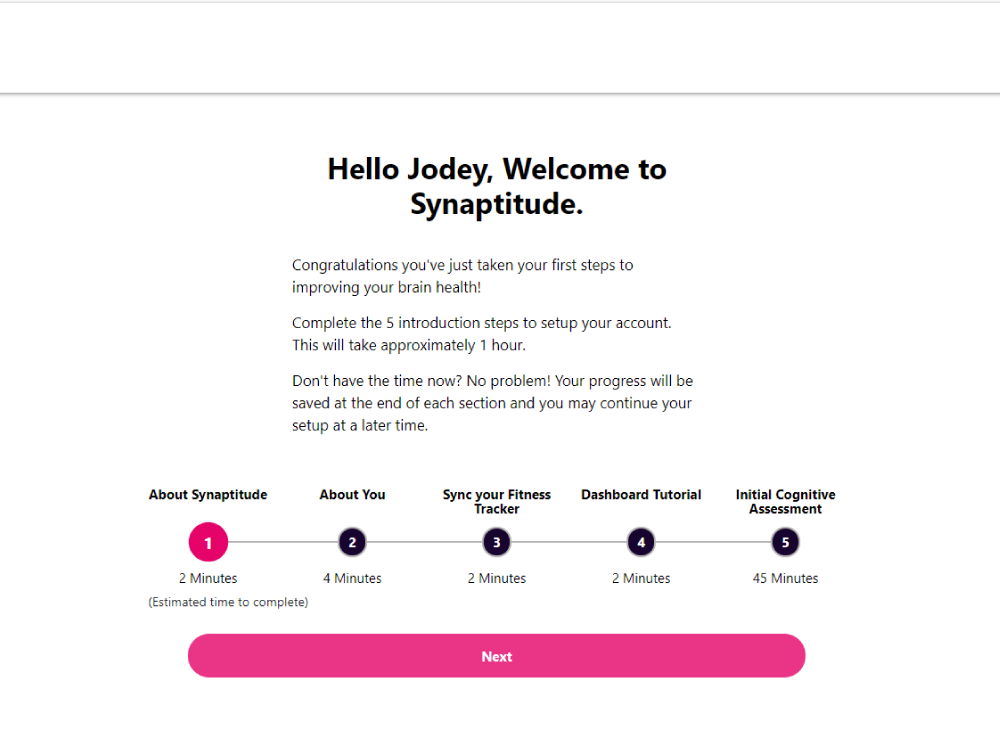 Hello Jodey, Welcome to
Synaptitude.
Congratulations you've just taken your first steps to
improving your brain health!
Complete the 5 introduction steps to setup your account.
This will take approximately 1 hour.
Don't have the time now? No problem! Your progress will be
saved at the end of each section and you may continue your
setup at a later time.
About Synaptitude
About You
Sync your Fitness
Tracker
Dashboard Tutorial
Initial Cognitive
Assessment
1
2
3
4
5
2 Minutes
4 Minutes
2 Minutes
2 Minutes
45 Minutes
(Estimated time to complete)
Next